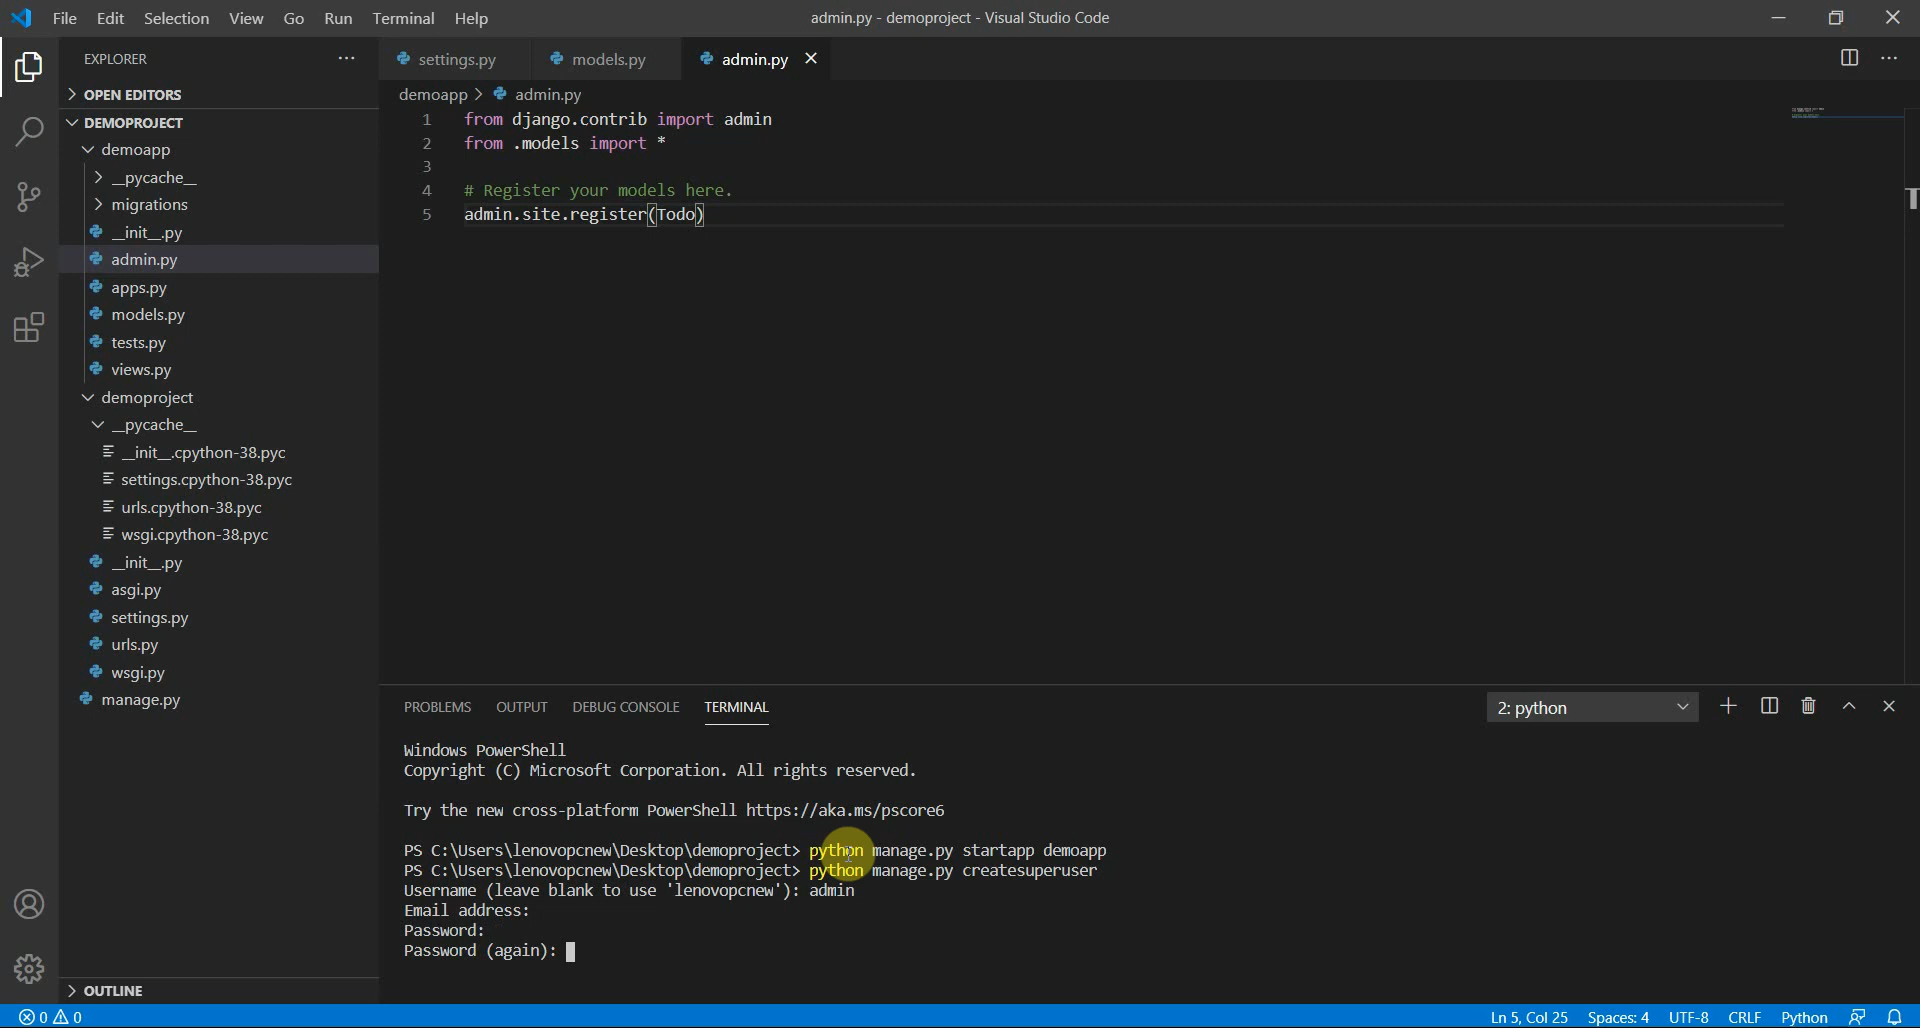 File Edit Selection View Go Run Terminal Help
admin.py - demoproject - Visual Studio Code
EXPLORER
OPEN EDITORS
DEMOPROJECT
demoapp
__pycache__
migrations
__init__.py
admin.py
apps.py
models.py
tests.py
views.py
demoproject
__pycache__
__init__.cpython-38.pyc
settings.cpython-38.pyc
urls.cpython-38.pyc
wsgi.cpython-38.pyc
__init__.py
asgi.py
settings.py
urls.py
wsgi.py
manage.py
OUTLINE
settings.py models.py admin.py
demoapp > admin.py
1 from django.contrib import admin
2 from .models import *
3
4 # Register your models here.
5 admin.site.register(Todo)
PROBLEMS OUTPUT DEBUG CONSOLE TERMINAL
2: python
Windows PowerShell
Copyright (C) Microsoft Corporation. All rights reserved.
Try the new cross-platform PowerShell https://aka.ms/pscore6
PS C:\Users\lenovopcnew\Desktop\demoproject> python manage.py startapp demoapp
PS C:\Users\lenovopcnew\Desktop\demoproject> python manage.py createsuperuser
Username (leave blank to use 'lenovopcnew'): admin
Email address:
Password:
Password (again):
0 0
Ln 5, Col 25 Spaces: 4 UTF-8 CRLF Python